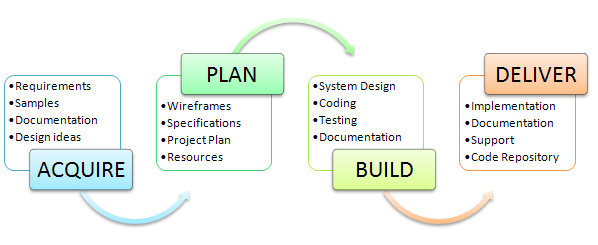 •Requirements
•Samples
•Documentation
•Design ideas
ACQUIRE
PLAN
•Wireframes
•Specifications
•Project Plan
•Resources
•System Design
•Coding
•Testing
•Documentation
BUILD
DELIVER
•Implementation
•Documentation
•Support
•Code Repository